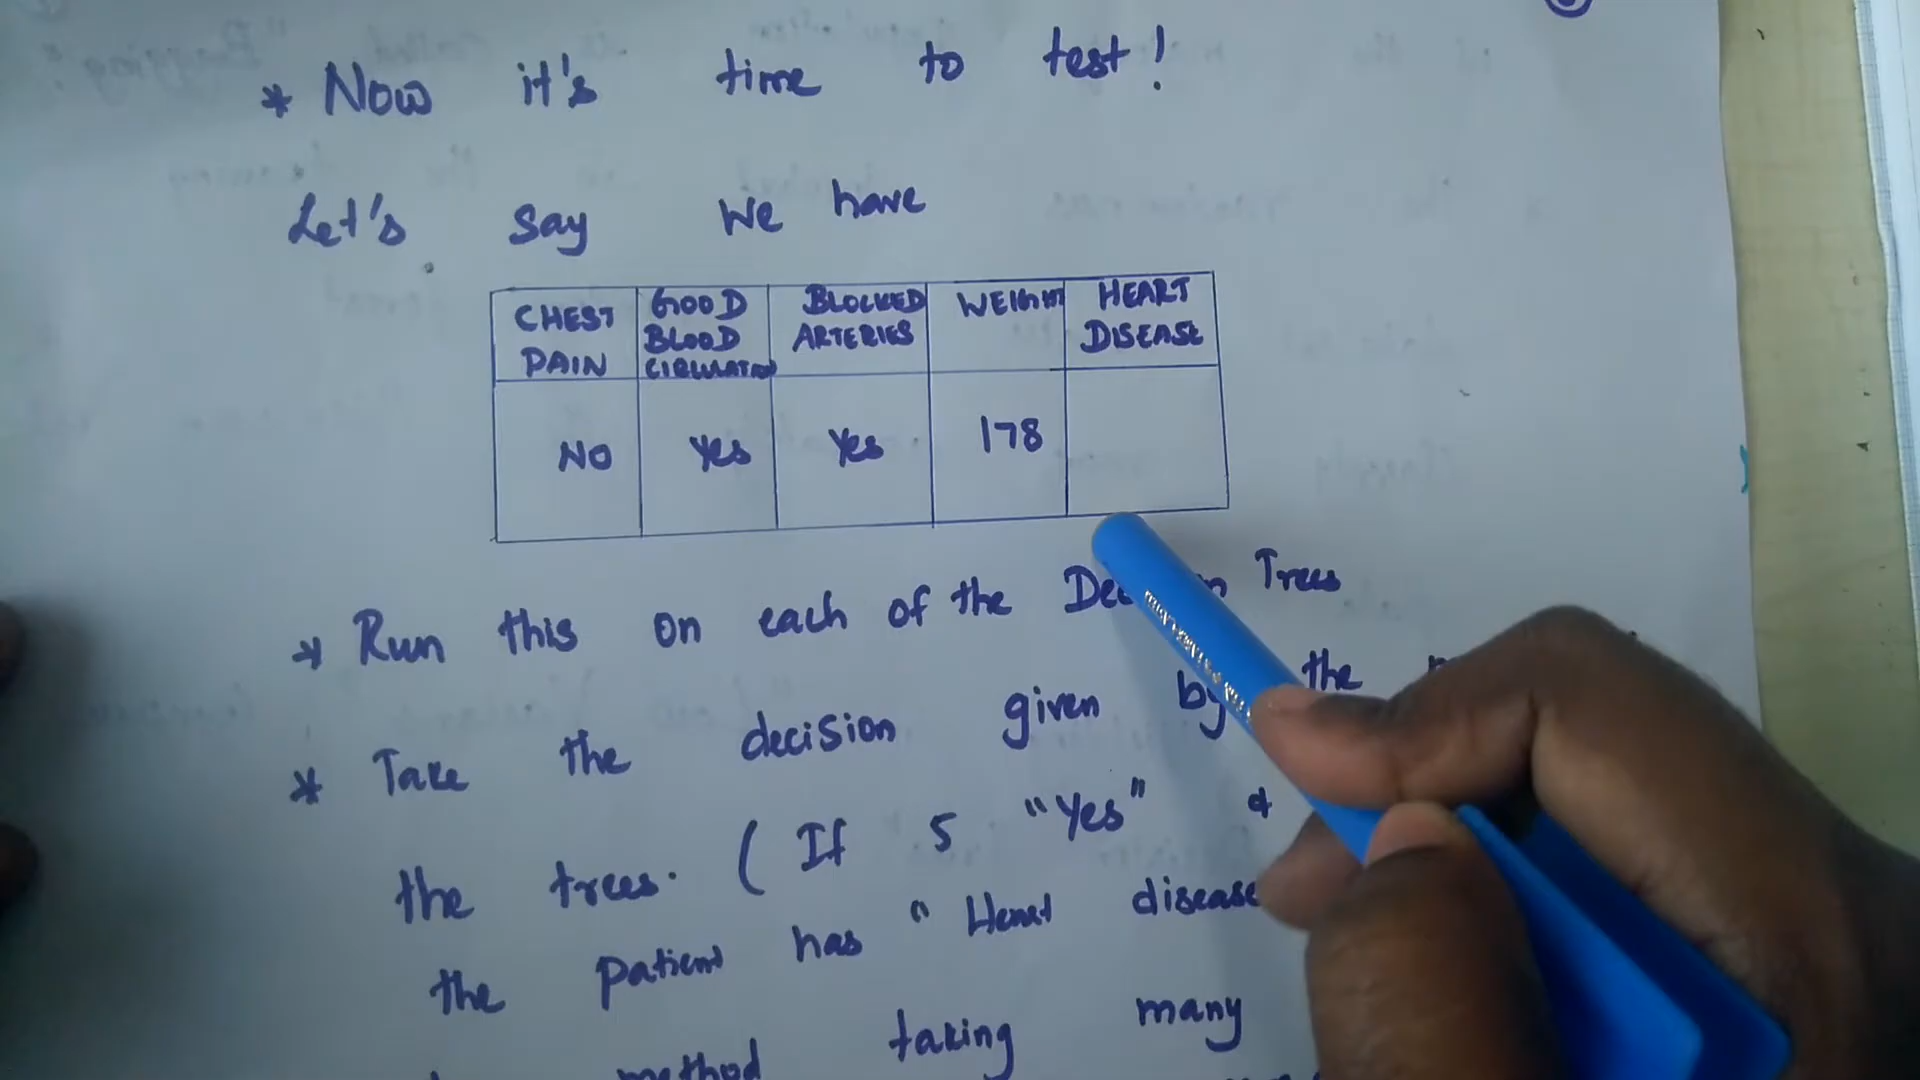 * Now it's time to test!
Let's say we have
CHEST PAIN GOOD BLOOD CIRCULATION BLOCKED ARTERIES WEIGHT HEART DISEASE
NO Yes Yes 178
* Run this on each of the Trees
* Take the decision given by the
the trees. (If 5 "Yes" &
the patient has "Heart disease
method taking many